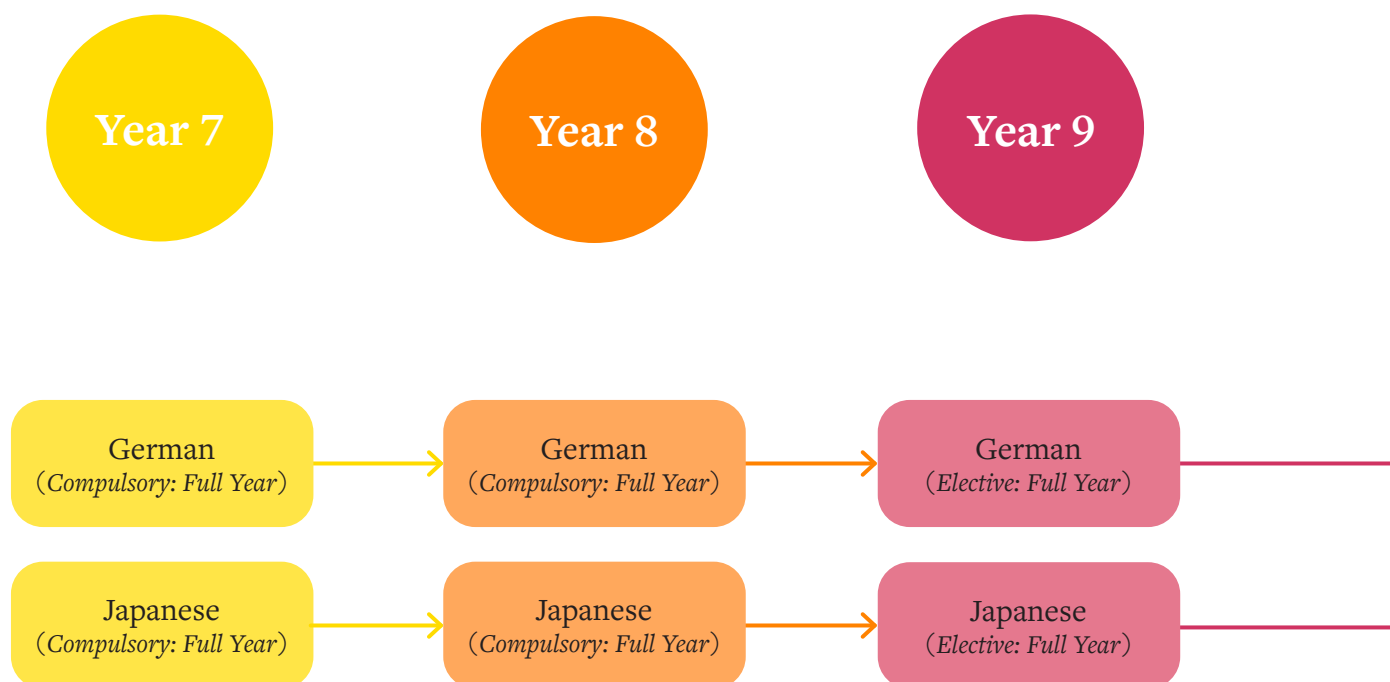 Year 7
Year 8
Year 9
German
(Compulsory: Full Year)
German
(Compulsory: Full Year)
German
(Elective: Full Year)
Japanese
(Compulsory: Full Year)
Japanese
(Compulsory: Full Year)
Japanese
(Elective: Full Year)